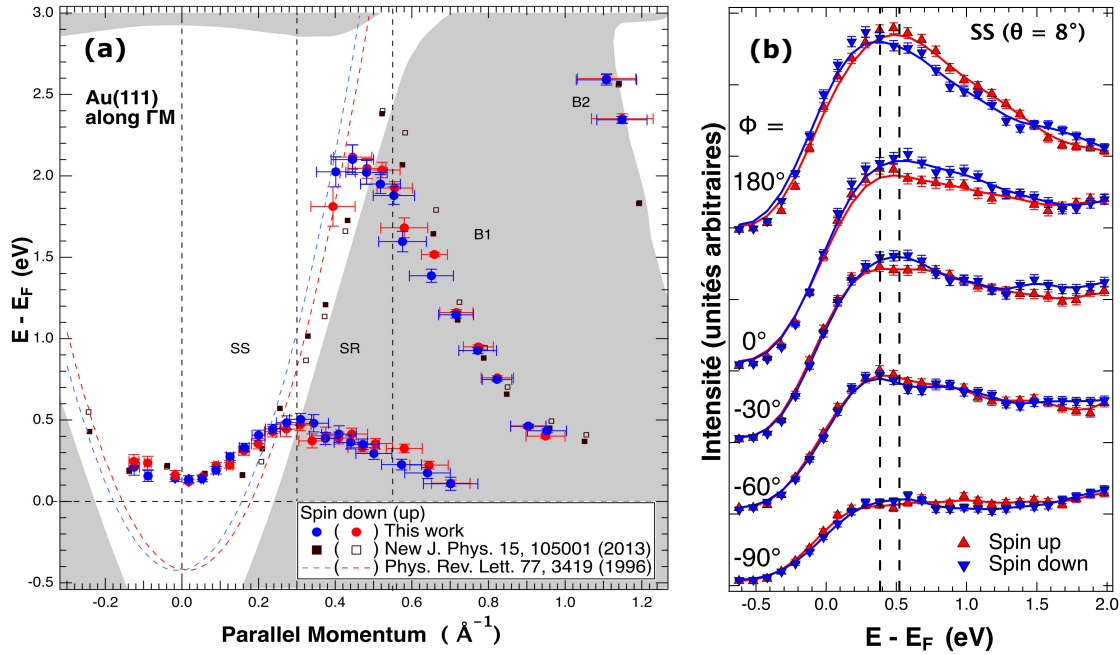 (a)
Au(111)
along ΓM
SS
SR
B1
B2
3.0
2.5
2.0
1.5
1.0
0.5
0.0
-0.5
E - EF (eV)
-0.2
0.0
0.2
0.4
0.6
0.8
1.0
1.2
Parallel Momentum ( Å-1)
Spin down (up)
( ) This work
( ) New J. Phys. 15, 105001 (2013)
( ) Phys. Rev. Lett. 77, 3419 (1996)
(b)
SS (θ = 8°)
Φ =
180°
0°
-30°
-60°
-90°
Intensité (unités arbitraires)
Spin up
Spin down
-0.5
0.0
0.5
1.0
1.5
2.0
E - EF (eV)